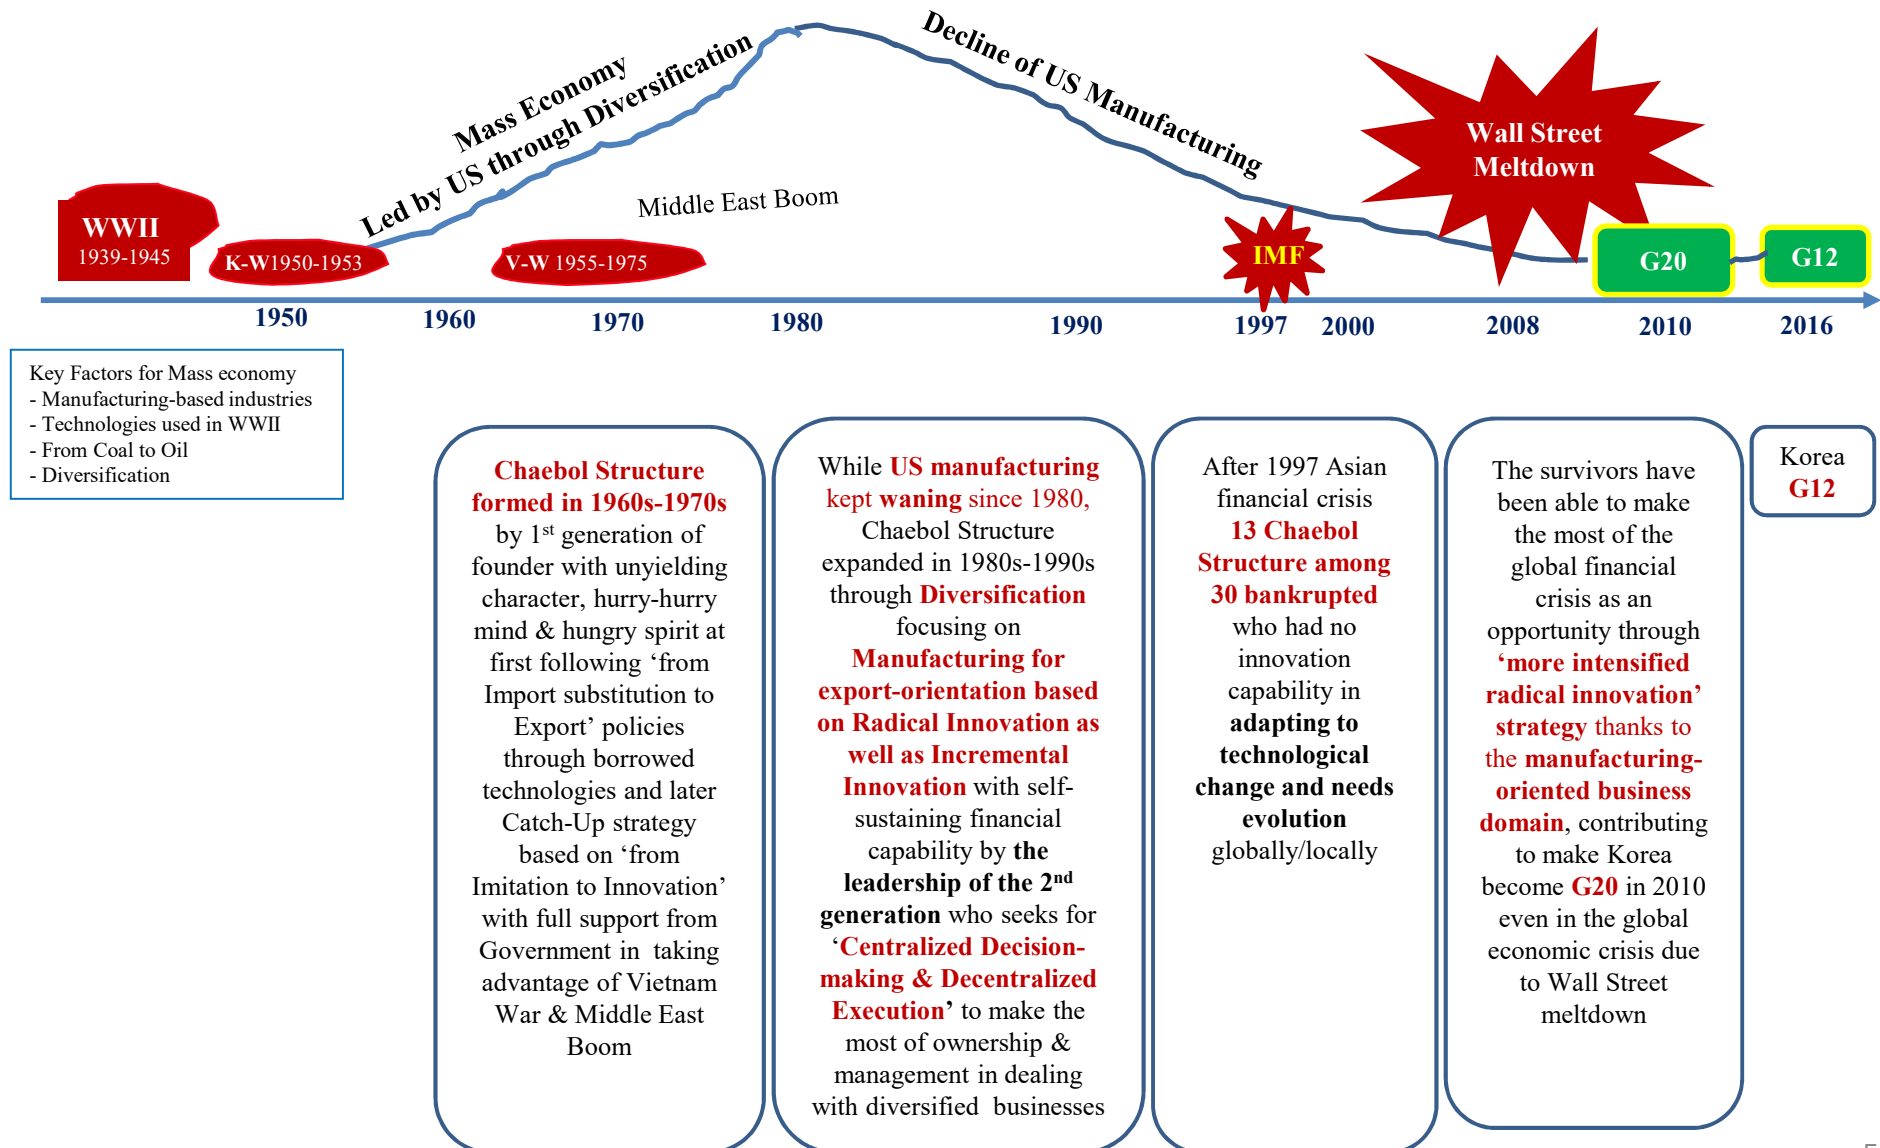 Mass Economy
Led by US through Diversification
Decline of US Manufacturing
Wall Street
Meltdown
Middle East Boom
WWII
1939-1945
K-W1950-1953
V-W 1955-1975
IMF
G20
G12
1950
1960
1970
1980
1990
1997
2000
2008
2010
2016
Key Factors for Mass economy
- Manufacturing-based industries
- Technologies used in WWII
- From Coal to Oil
- Diversification
Chaebol Structure
formed in 1960s-1970s
by 1st generation of
founder with unyielding
character, hurry-hurry
mind & hungry spirit at
first following ‘from
Import substitution to
Export’ policies
through borrowed
technologies and later
Catch-Up strategy
based on ‘from
Imitation to Innovation’
with full support from
Government in taking
advantage of Vietnam
War & Middle East
Boom
While US manufacturing
kept waning since 1980,
Chaebol Structure
expanded in 1980s-1990s
through Diversification
focusing on
Manufacturing for
export-orientation based
on Radical Innovation as
well as Incremental
Innovation with self-
sustaining financial
capability by the
leadership of the 2nd
generation who seeks for
‘Centralized Decision-
making & Decentralized
Execution’ to make the
most of ownership &
management in dealing
with diversified businesses
After 1997 Asian
financial crisis
13 Chaebol
Structure among
30 bankrupted
who had no
innovation
capability in
adapting to
technological
change and needs
evolution
globally/locally
The survivors have
been able to make
the most of the
global financial
crisis as an
opportunity through
‘more intensified
radical innovation’
strategy thanks to
the manufacturing-
oriented business
domain, contributing
to make Korea
become G20 in 2010
even in the global
economic crisis due
to Wall Street
meltdown
Korea
G12